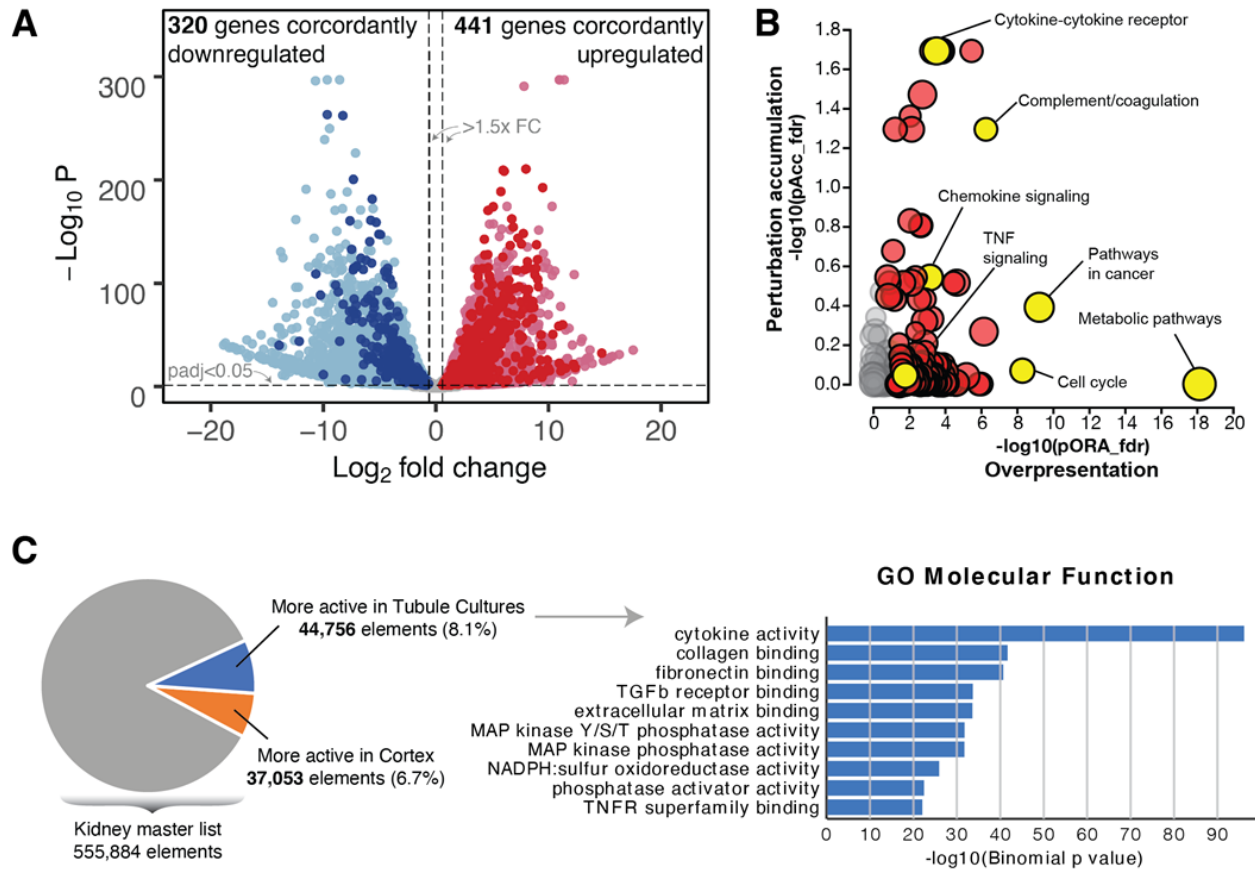 A
320 genes concordantly
downregulated
441 genes concordantly
upregulated
>1.5x FC
padj<0.05
300
200
100
0
− Log10 P
−20
−10
0
10
20
Log2 fold change
B
Cytokine-cytokine receptor
Complement/coagulation
Chemokine signaling
TNF
signaling
Pathways
in cancer
Metabolic pathways
Cell cycle
1.8
1.6
1.4
1.2
1.0
0.8
0.6
0.4
0.2
0.0
Perturbation accumulation
-log10(pAcc_fdr)
0 2 4 6 8 10 12 14 16 18 20
-log10(pORA_fdr)
Overpresentation
C
More active in Tubule Cultures
44,756 elements (8.1%)
More active in Cortex
37,053 elements (6.7%)
Kidney master list
555,884 elements
GO Molecular Function
cytokine activity
collagen binding
fibronectin binding
TGFb receptor binding
extracellular matrix binding
MAP kinase Y/S/T phosphatase activity
MAP kinase phosphatase activity
NADPH:sulfur oxidoreductase activity
phosphatase activator activity
TNFR superfamily binding
0 10 20 30 40 50 60 70 80 90
-log10(Binomial p value)